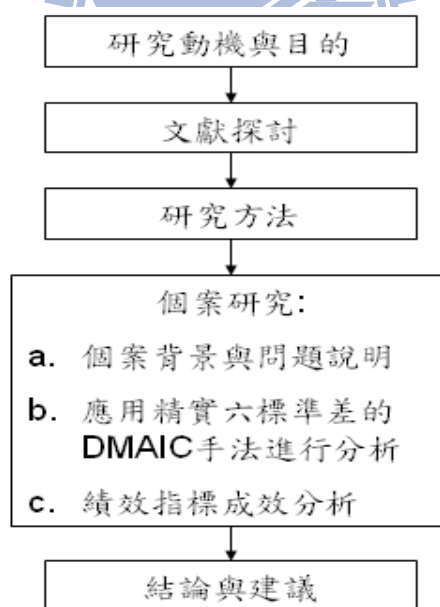 研究動機與目的
文獻探討
研究方法
個案研究:
a. 個案背景與問題說明
b. 應用精實六標準差的
DMAIC手法進行分析
c. 績效指標成效分析
結論與建議